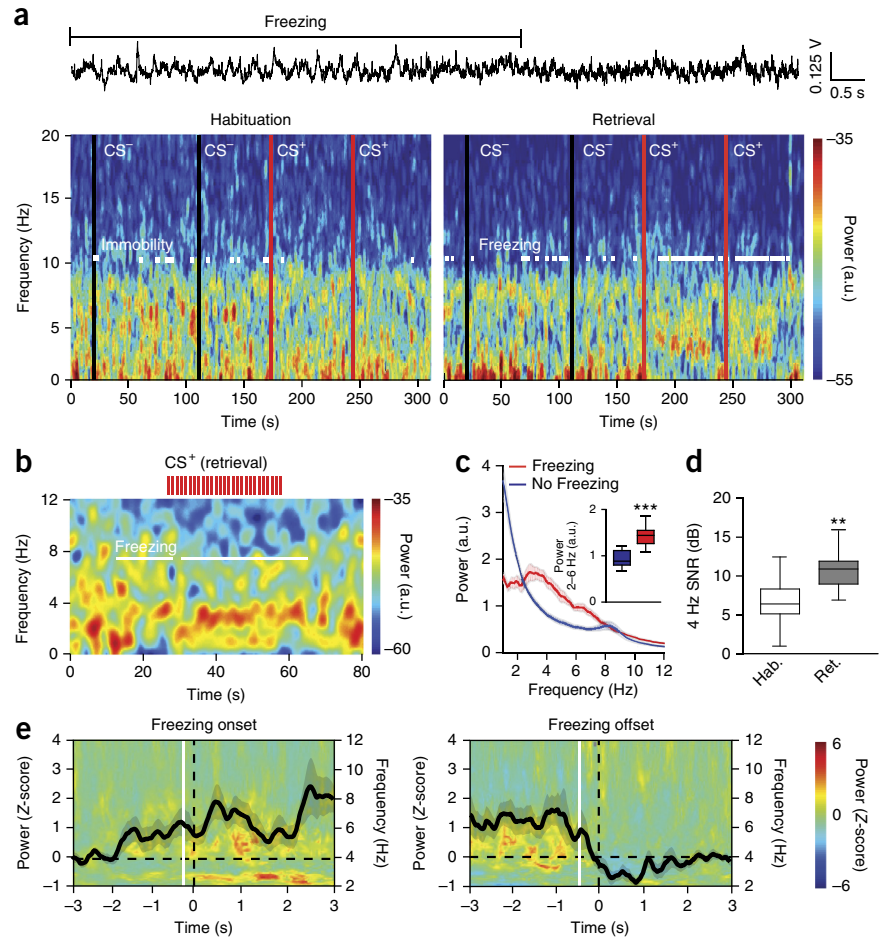 a
Freezing
0.125 V
0.5 s
Habituation
Retrieval
20
15
10
5
0
Frequency (Hz)
CS–
CS–
CS+
CS+
Immobility
0 50 100 150 200 250 300
Time (s)
CS–
CS–
CS+
CS+
Freezing
0 50 100 150 200 250 300
Time (s)
–35
–55
Power (a.u.)
b
CS+ (retrieval)
12
8
4
0
Frequency (Hz)
Freezing
0 20 40 60 80
Time (s)
–35
–60
Power (a.u.)
c
Freezing
No Freezing
4
3
2
1
0
Power (a.u.)
2 4 6 8 10 12
Frequency (Hz)
***
2
1
0
Power
2–6 Hz (a.u.)
d
20
15
10
5
0
4 Hz SNR (dB)
**
Hab.
Ret.
e
Freezing onset
4
3
2
1
0
–1
Power (Z-score)
12
10
8
6
4
2
Frequency (Hz)
–3 –2 –1 0 1 2 3
Time (s)
Freezing offset
4
3
2
1
0
–1
Power (Z-score)
12
10
8
6
4
2
Frequency (Hz)
–3 –2 –1 0 1 2 3
Time (s)
6
0
–6
Power (Z-score)